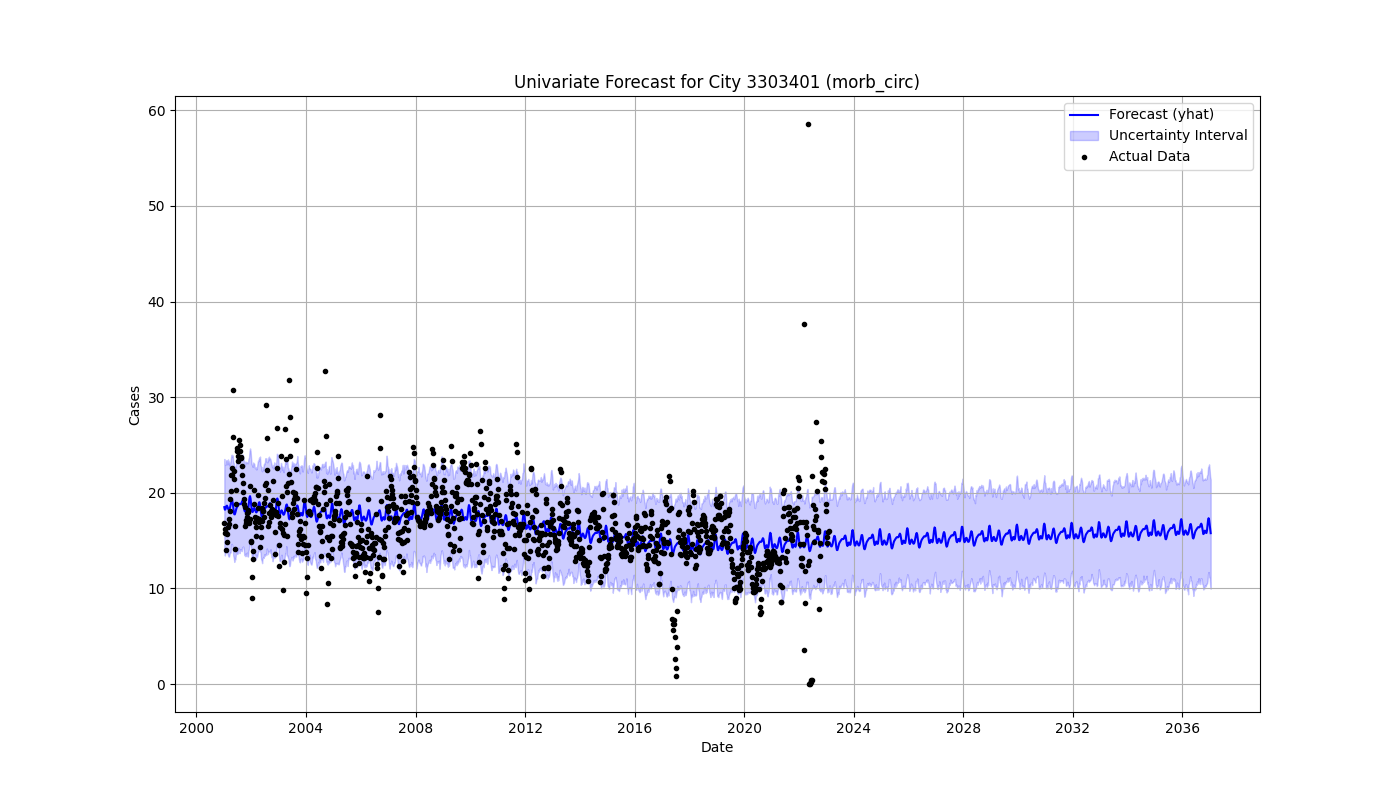 Univariate Forecast for City 3303401 (morb_circ)
Forecast (yhat)
Uncertainty Interval
Actual Data
Cases
60
50
40
30
20
10
0
2000
2004
2008
2012
2016
2020
2024
2028
2032
2036
Date